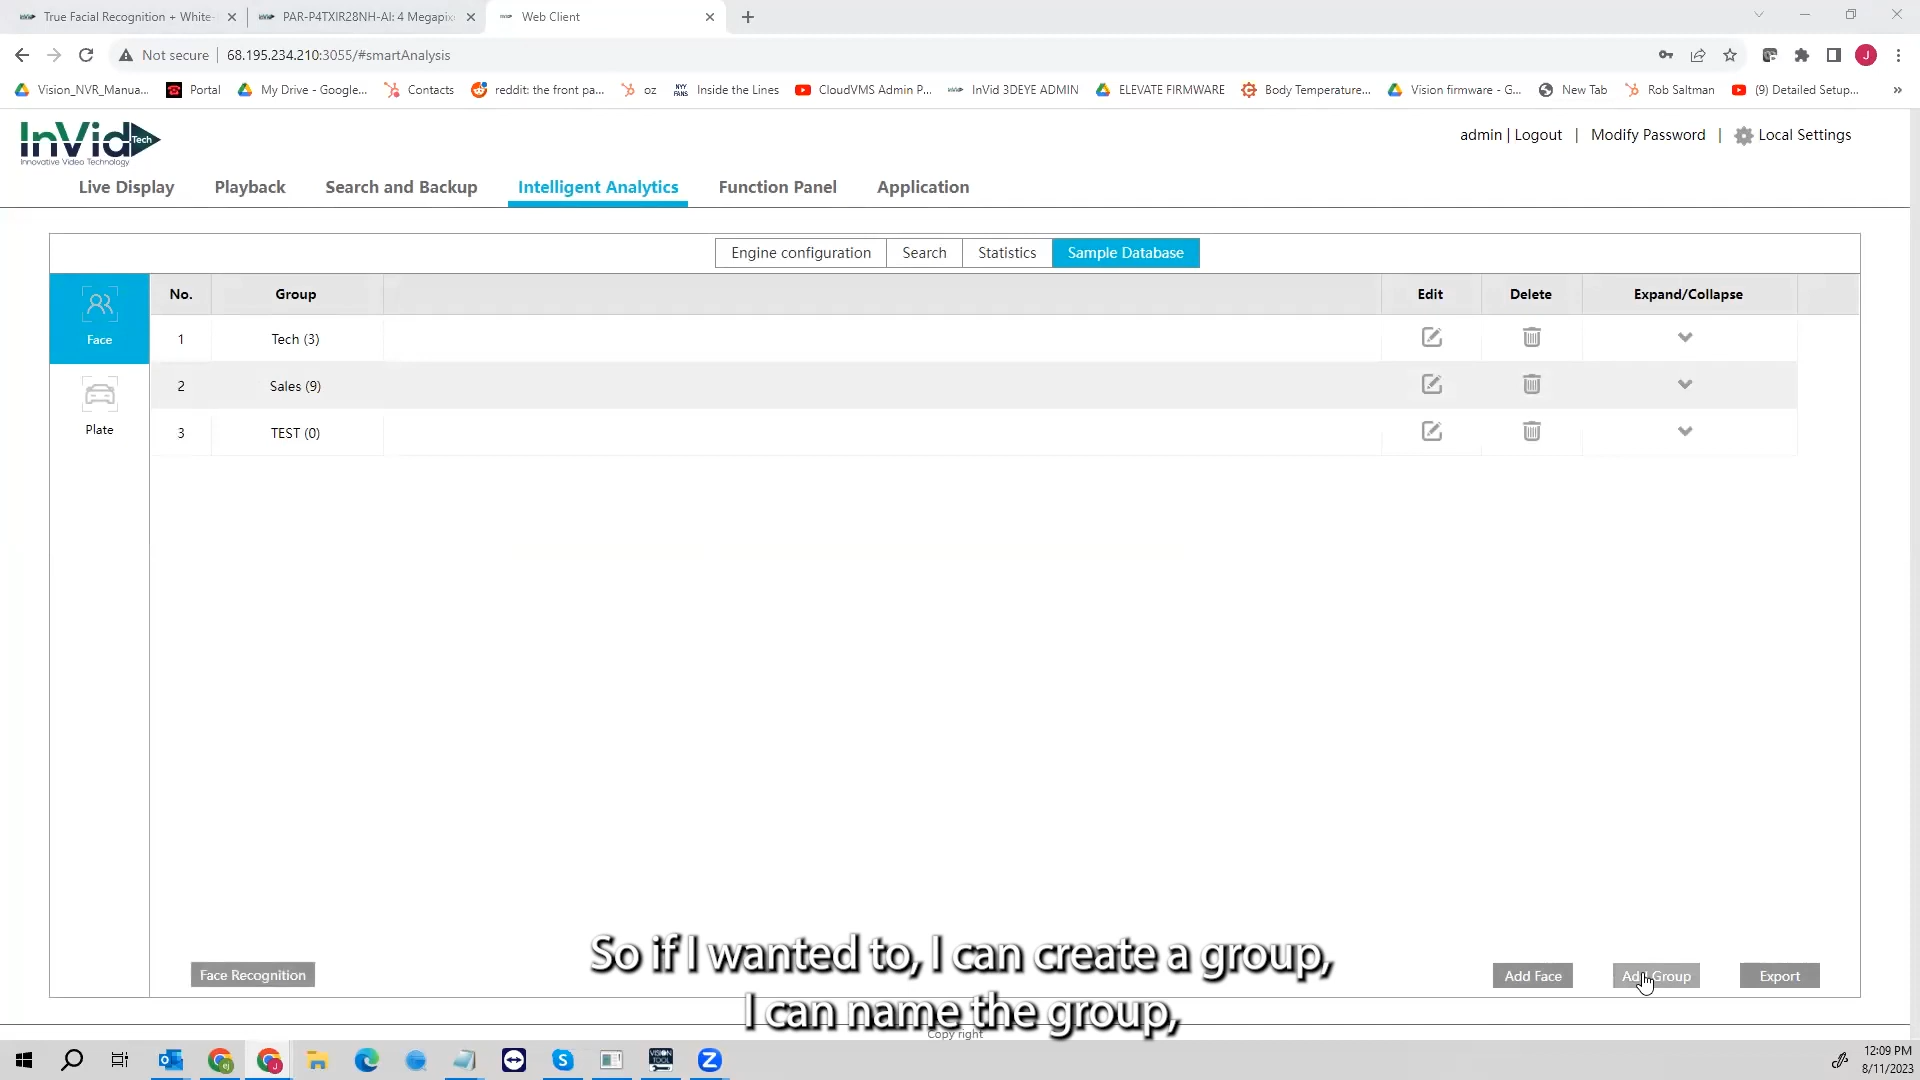 True Facial Recognition + White-
PAR-P4TXIR28NH-AI: 4 Megapix
Web Client
Not secure
68.195.234.210:3055/#smartAnalysis
J
Vision_NVR_Manua...
Portal
My Drive - Google...
Contacts
reddit: the front pa...
oz
NYY FANS
Inside the Lines
CloudVMS Admin P...
InVid 3DEYE ADMIN
ELEVATE FIRMWARE
Body Temperature...
Vision firmware - G...
New Tab
Rob Saltman
(9) Detailed Setup...
InVid Tech
Innovative Video Technology
admin | Logout | Modify Password | Local Settings
Live Display
Playback
Search and Backup
Intelligent Analytics
Function Panel
Application
Engine configuration
Search
Statistics
Sample Database
Face
Plate
No. Group Edit Delete Expand/Collapse
1 Tech (3)
2 Sales (9)
3 TEST (0)
Face Recognition
Add Face
Add Group
Export
So if I wanted to, I can create a group,
I can name the group,
Copy right
VISION TOOL
12:09 PM
8/11/2023